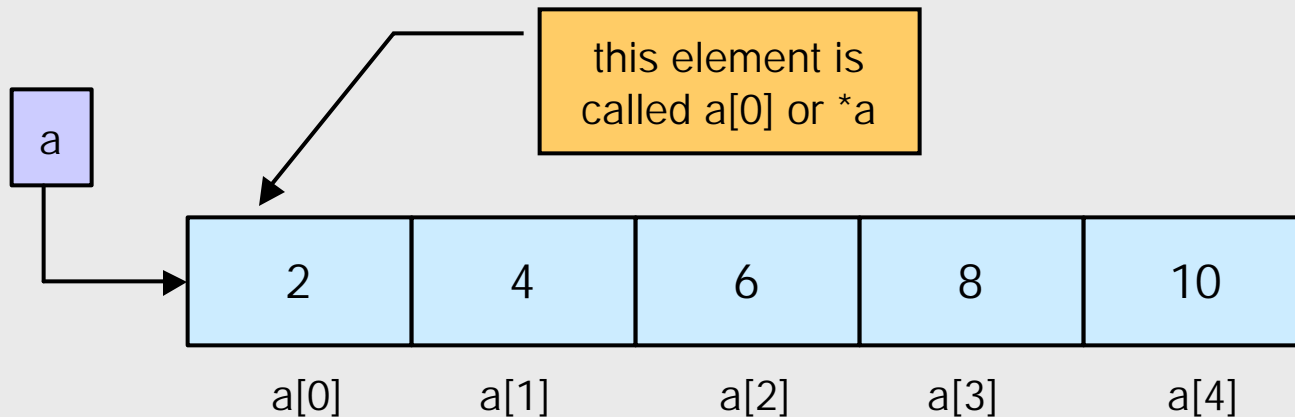 this element is
called a[0] or *a
a
2 4 6 8 10
a[0] a[1] a[2] a[3] a[4]